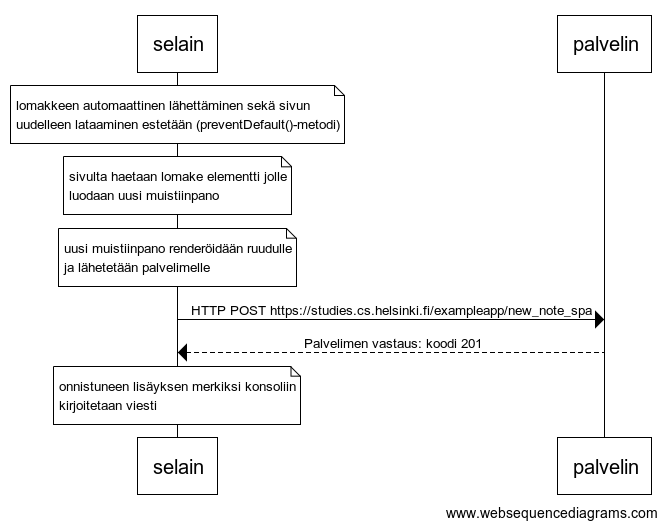 selain
palvelin
lomakkeen automaattinen lähettäminen sekä sivun
uudelleen lataaminen estetään (preventDefault()-metodi)
sivulta haetaan lomake elementti jolle
luodaan uusi muistiinpano
uusi muistiinpano renderöidään ruudulle
ja lähetetään palvelimelle
HTTP POST https://studies.cs.helsinki.fi/exampleapp/new_note_spa
Palvelimen vastaus: koodi 201
onnistuneen lisäyksen merkiksi konsoliin
kirjoitetaan viesti
selain
palvelin
www.websequencediagrams.com